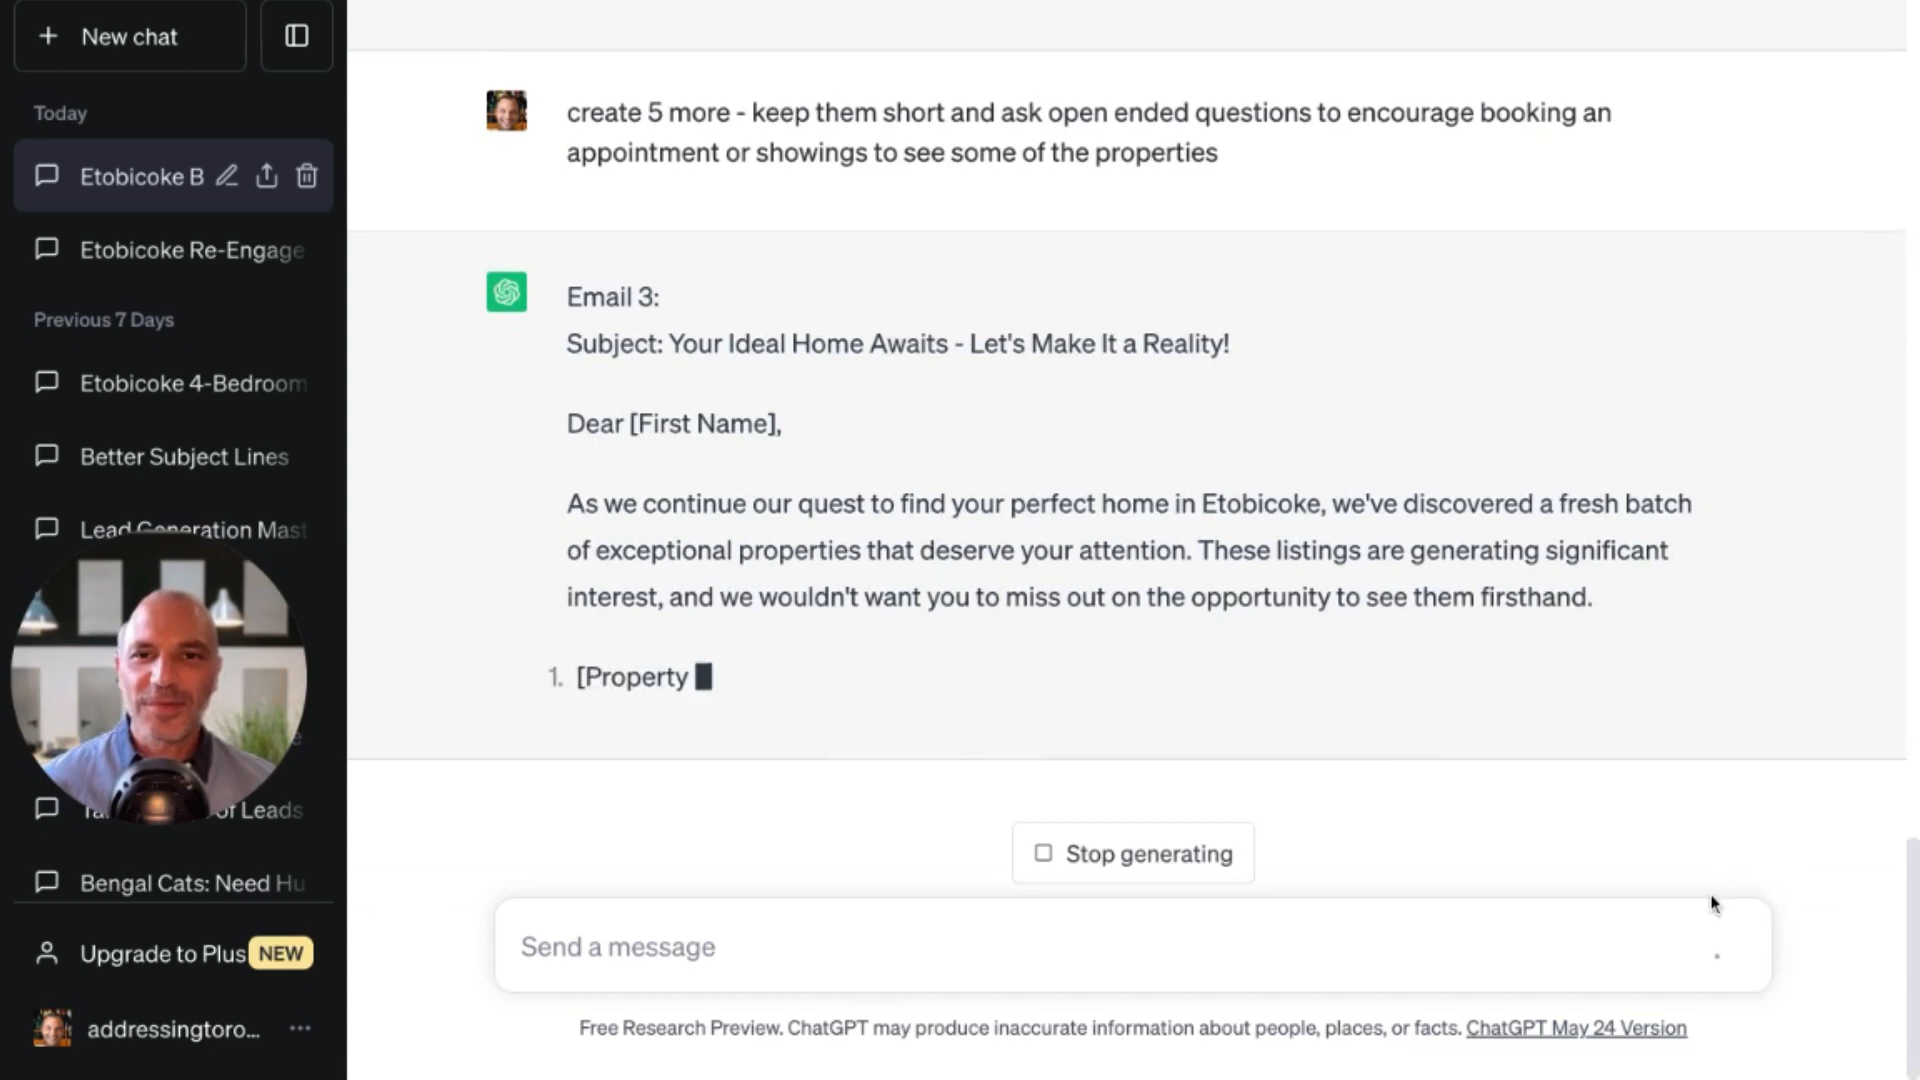 New chat
Today
Etobicoke B
Etobicoke Re-Engage
Previous 7 Days
Etobicoke 4-Bedroom
Better Subject Lines
Lead Generation Mast
of Leads
Bengal Cats: Need Hu
Upgrade to Plus NEW
addressingtoro...
create 5 more - keep them short and ask open ended questions to encourage booking an
appointment or showings to see some of the properties
Email 3:
Subject: Your Ideal Home Awaits - Let's Make It a Reality!
Dear [First Name],
As we continue our quest to find your perfect home in Etobicoke, we've discovered a fresh batch
of exceptional properties that deserve your attention. These listings are generating significant
interest, and we wouldn't want you to miss out on the opportunity to see them firsthand.
1. [Property
Stop generating
Send a message
Free Research Preview. ChatGPT may produce inaccurate information about people, places, or facts. ChatGPT May 24 Version